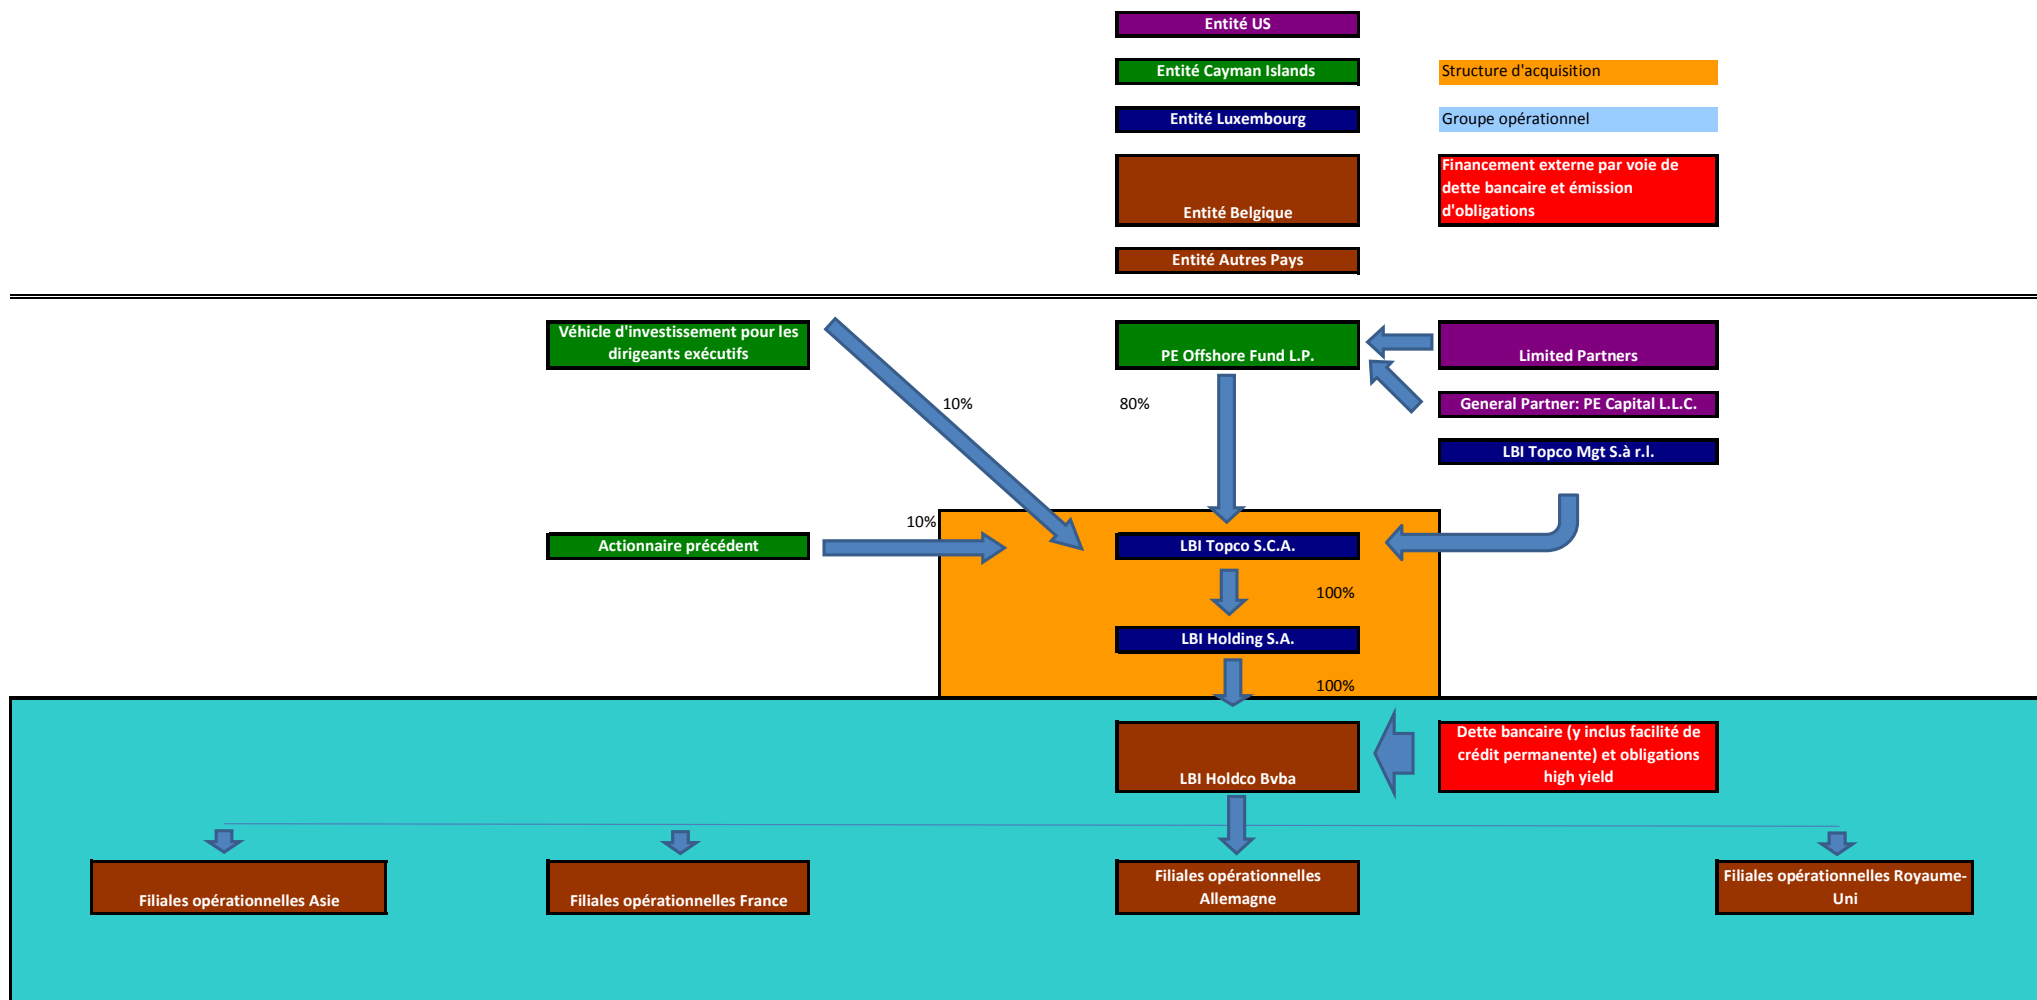 Entité US
Entité Cayman Islands
Structure d'acquisition
Entité Luxembourg
Groupe opérationnel
Entité Belgique
Financement externe par voie de
dette bancaire et émission
d'obligations
Entité Autres Pays
Véhicle d'investissement pour les
dirigeants exécutifs
PE Offshore Fund L.P.
Limited Partners
10%
80%
General Partner: PE Capital L.L.C.
LBI Topco Mgt S.à r.l.
10%
Actionnaire précédent
LBI Topco S.C.A.
100%
LBI Holding S.A.
100%
LBI Holdco Bvba
Dette bancaire (y inclus facilité de
crédit permanente) et obligations
high yield
Filiales opérationnelles Asie
Filiales opérationnelles France
Filiales opérationnelles
Allemagne
Filiales opérationnelles Royaume-
Uni